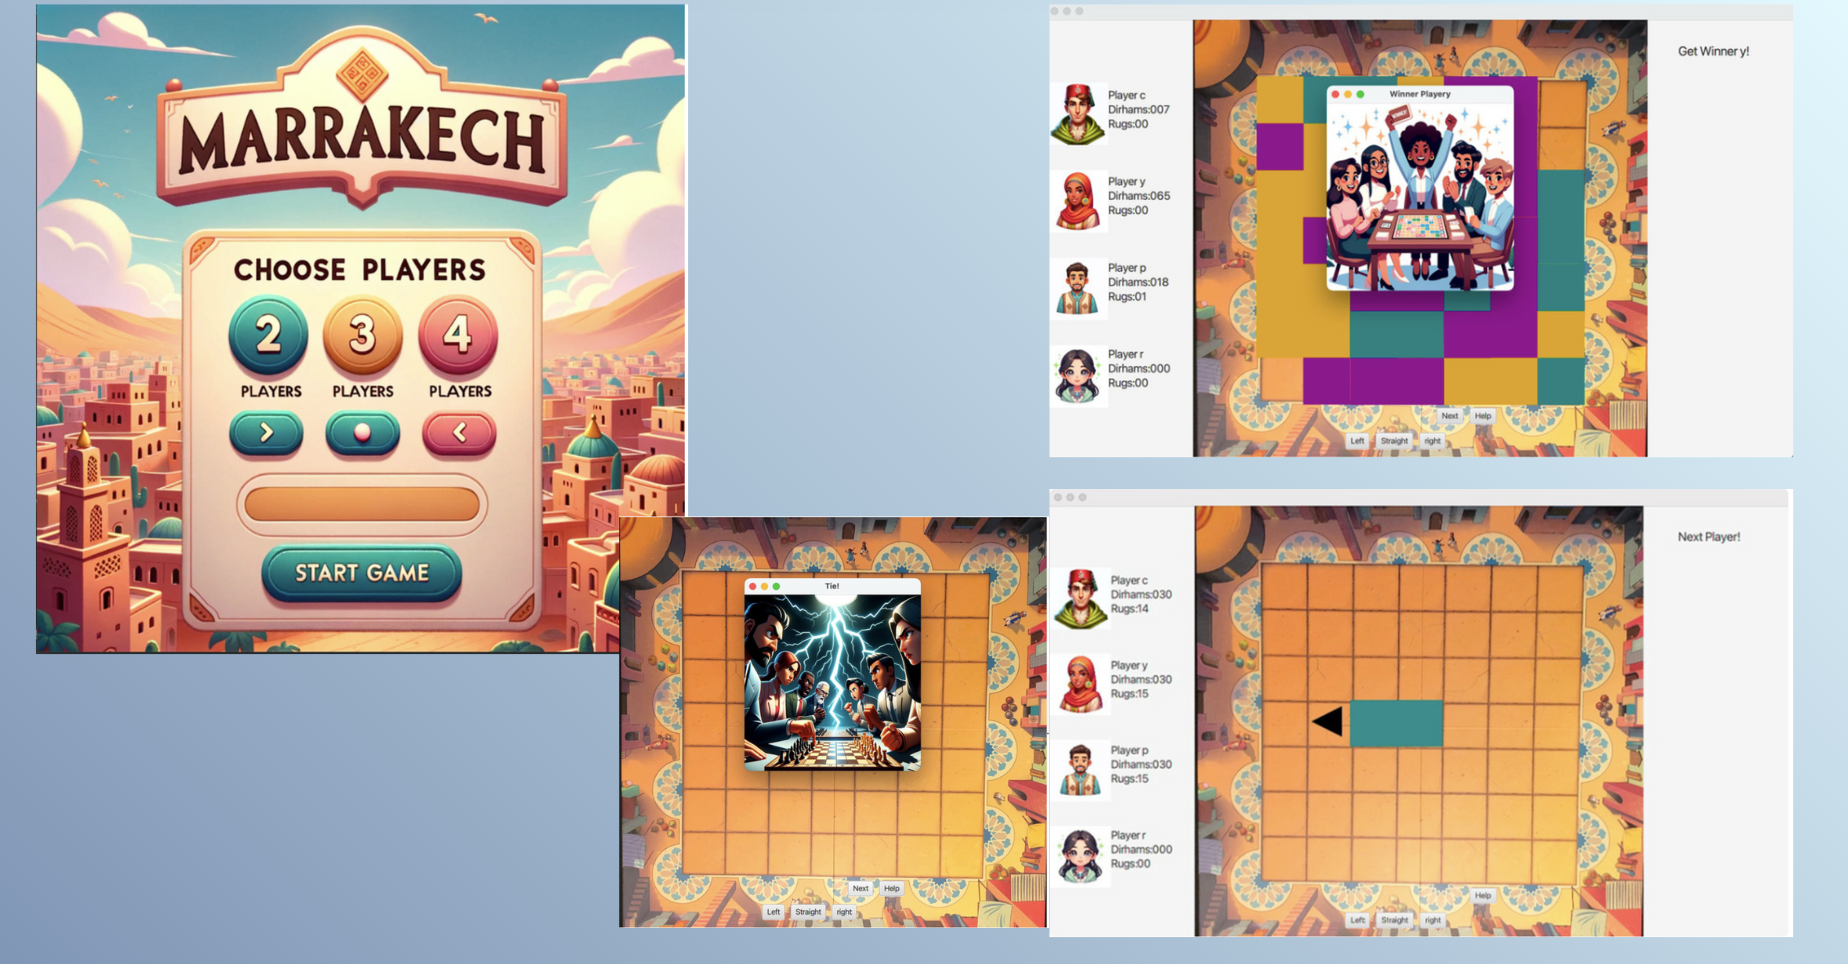 MARRAKECH
CHOOSE PLAYERS
2
3
4
PLAYERS
PLAYERS
PLAYERS
START GAME
Tie!
Next
Help
Left
Straight
right
Get Winner y!
Winner Playery
WINNER
Player c
Dirhams:007
Rugs:00
Player y
Dirhams:065
Rugs:00
Player p
Dirhams:018
Rugs:01
Player r
Dirhams:000
Rugs:00
Next
Help
Left
Straight
right
Next Player!
Player c
Dirhams:030
Rugs:14
Player y
Dirhams:030
Rugs:15
Player p
Dirhams:030
Rugs:15
Player r
Dirhams:000
Rugs:00
Help
Left
Straight
right